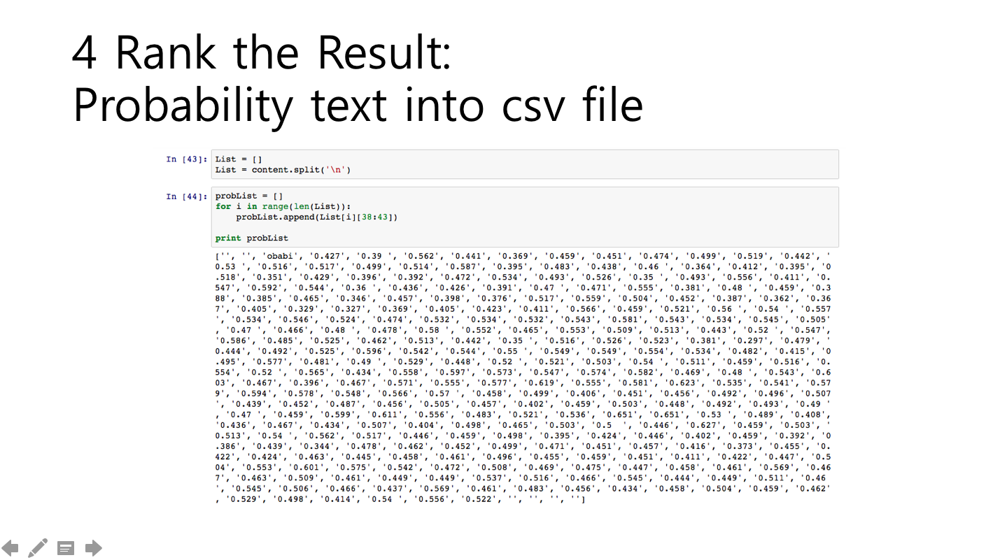 4 Rank the Result:
Probability text into csv file
In [43]: List = []
List = content.split('\n')
In [44]: probList = []
for i in range(len(List)):
probList.append(List[i][38:43])
print probList
['', '', 'obabi', '0.427', '0.39 ', '0.562', '0.441', '0.369', '0.459', '0.451', '0.474', '0.499', '0.519', '0.442', '
0.53 ', '0.516', '0.517', '0.499', '0.514', '0.587', '0.395', '0.483', '0.438', '0.46 ', '0.364', '0.412', '0.395', '0
.518', '0.351', '0.429', '0.396', '0.392', '0.472', '0.534', '0.493', '0.526', '0.35 ', '0.493', '0.556', '0.411', '0.
547', '0.592', '0.544', '0.36 ', '0.436', '0.426', '0.391', '0.47 ', '0.471', '0.555', '0.381', '0.48 ', '0.459', '0.3
88', '0.385', '0.465', '0.346', '0.457', '0.398', '0.376', '0.517', '0.559', '0.504', '0.452', '0.387', '0.362', '0.36
7', '0.405', '0.329', '0.327', '0.369', '0.405', '0.423', '0.411', '0.566', '0.459', '0.521', '0.56 ', '0.54 ', '0.557
', '0.534', '0.546', '0.524', '0.474', '0.532', '0.534', '0.532', '0.543', '0.581', '0.543', '0.534', '0.545', '0.505'
, '0.47 ', '0.466', '0.48 ', '0.478', '0.58 ', '0.552', '0.465', '0.553', '0.509', '0.513', '0.443', '0.52 ', '0.547',
'0.586', '0.485', '0.525', '0.462', '0.513', '0.442', '0.35 ', '0.516', '0.526', '0.523', '0.381', '0.297', '0.479', '
0.444', '0.492', '0.525', '0.596', '0.542', '0.544', '0.55 ', '0.549', '0.549', '0.554', '0.534', '0.482', '0.415', '0
.495', '0.577', '0.481', '0.49 ', '0.529', '0.448', '0.52 ', '0.521', '0.503', '0.54 ', '0.511', '0.459', '0.516', '0.
554', '0.52 ', '0.565', '0.434', '0.558', '0.597', '0.573', '0.547', '0.574', '0.582', '0.469', '0.48 ', '0.543', '0.6
03', '0.467', '0.396', '0.467', '0.571', '0.555', '0.577', '0.619', '0.555', '0.581', '0.623', '0.535', '0.541', '0.57
9', '0.594', '0.578', '0.548', '0.566', '0.57 ', '0.458', '0.499', '0.406', '0.451', '0.456', '0.492', '0.496', '0.507
', '0.439', '0.452', '0.487', '0.456', '0.505', '0.457', '0.402', '0.459', '0.503', '0.448', '0.492', '0.493', '0.49 '
, '0.47 ', '0.459', '0.599', '0.611', '0.556', '0.483', '0.521', '0.536', '0.651', '0.651', '0.53 ', '0.489', '0.408',
'0.436', '0.467', '0.434', '0.507', '0.404', '0.498', '0.465', '0.503', '0.5  ', '0.446', '0.627', '0.459', '0.503', '
0.513', '0.54 ', '0.562', '0.517', '0.446', '0.459', '0.498', '0.395', '0.424', '0.446', '0.402', '0.459', '0.392', '0
.386', '0.439', '0.344', '0.478', '0.462', '0.452', '0.499', '0.471', '0.451', '0.457', '0.416', '0.373', '0.455', '0.
422', '0.424', '0.463', '0.445', '0.458', '0.461', '0.496', '0.455', '0.459', '0.451', '0.411', '0.422', '0.447', '0.5
04', '0.553', '0.601', '0.575', '0.542', '0.472', '0.508', '0.469', '0.475', '0.447', '0.458', '0.461', '0.569', '0.46
7', '0.463', '0.509', '0.461', '0.449', '0.449', '0.537', '0.516', '0.466', '0.545', '0.444', '0.449', '0.511', '0.46
', '0.545', '0.506', '0.466', '0.437', '0.569', '0.461', '0.483', '0.456', '0.434', '0.458', '0.504', '0.459', '0.462'
, '0.529', '0.498', '0.414', '0.54 ', '0.556', '0.522', '', '', '', '']